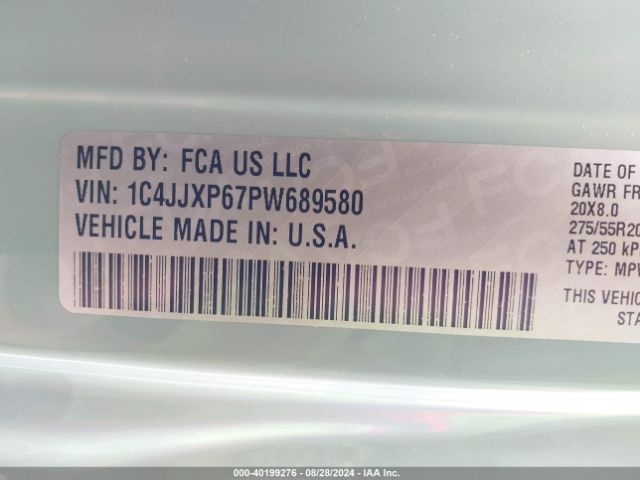 MFD BY: FCA US LLC
VIN: 1C4JJXP67PW689580
VEHICLE MADE IN: U.S.A.
DATE OF
GAWR FR
20X8.0
275/55R20
AT 250 kP
TYPE: MPV
THIS VEHIC
STA
000-40199276 • 08/28/2024 • IAA Inc.